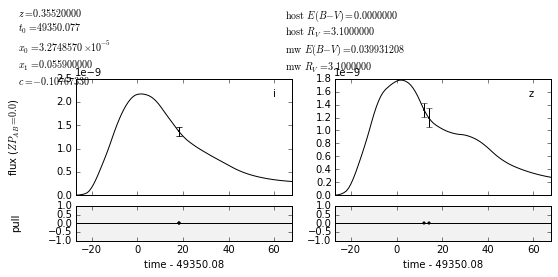 z = 0.35520000
t₀ = 49350.077
x₀ = 3.2748570 × 10⁻⁵
x₁ = 0.055900000
host E(B−V) = 0.0000000
host R_V = 3.1000000
mw E(B−V) = 0.039931208
mw R_V = 3.1000000
1e−9
i
2.5
2.0
1.5
1.0
0.5
0.0
flux (ZP_AB = 0.0)
1e−9
z
1.8
1.6
1.4
1.2
1.0
0.8
0.6
0.4
0.2
0.0
1.0
0.5
0.0
−0.5
−1.0
pull
−20 0 20 40 60
time - 49350.08
1.0
0.5
0.0
−0.5
−1.0
−20 0 20 40 60
time - 49350.08